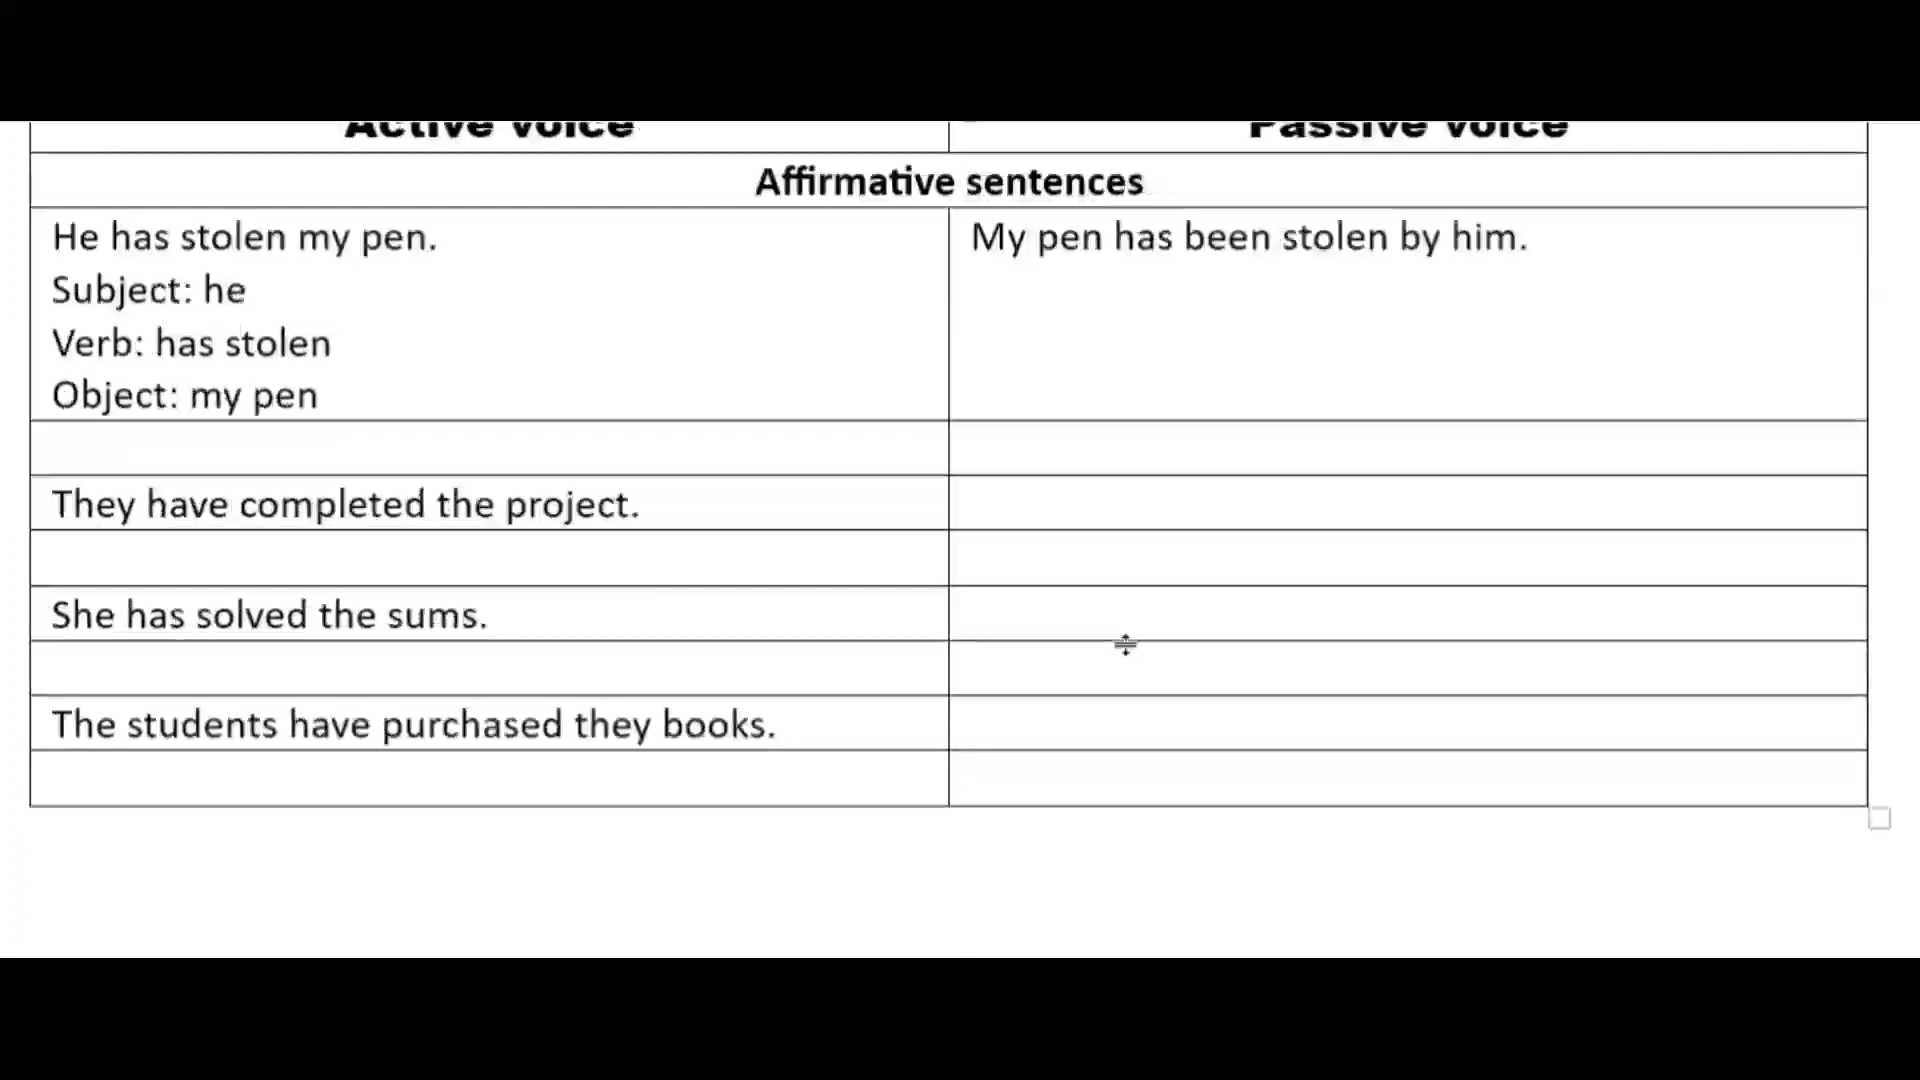 Active Voice Passive Voice
Affirmative sentences
He has stolen my pen. My pen has been stolen by him.
Subject: he
Verb: has stolen
Object: my pen
They have completed the project.
She has solved the sums.
The students have purchased they books.